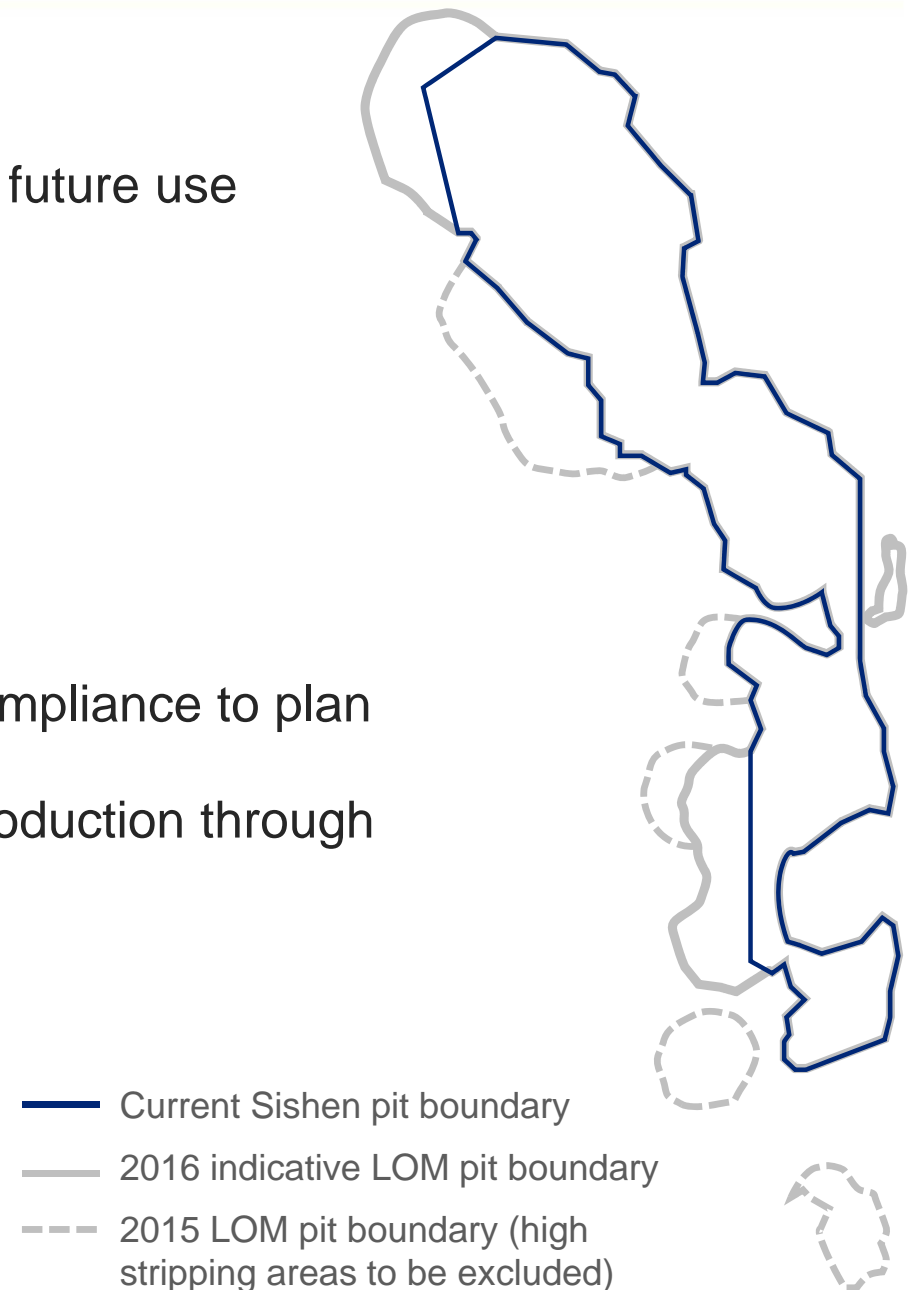 future use
mpliance to plan
oduction through
Current Sishen pit boundary
2016 indicative LOM pit boundary
2015 LOM pit boundary (high
stripping areas to be excluded)